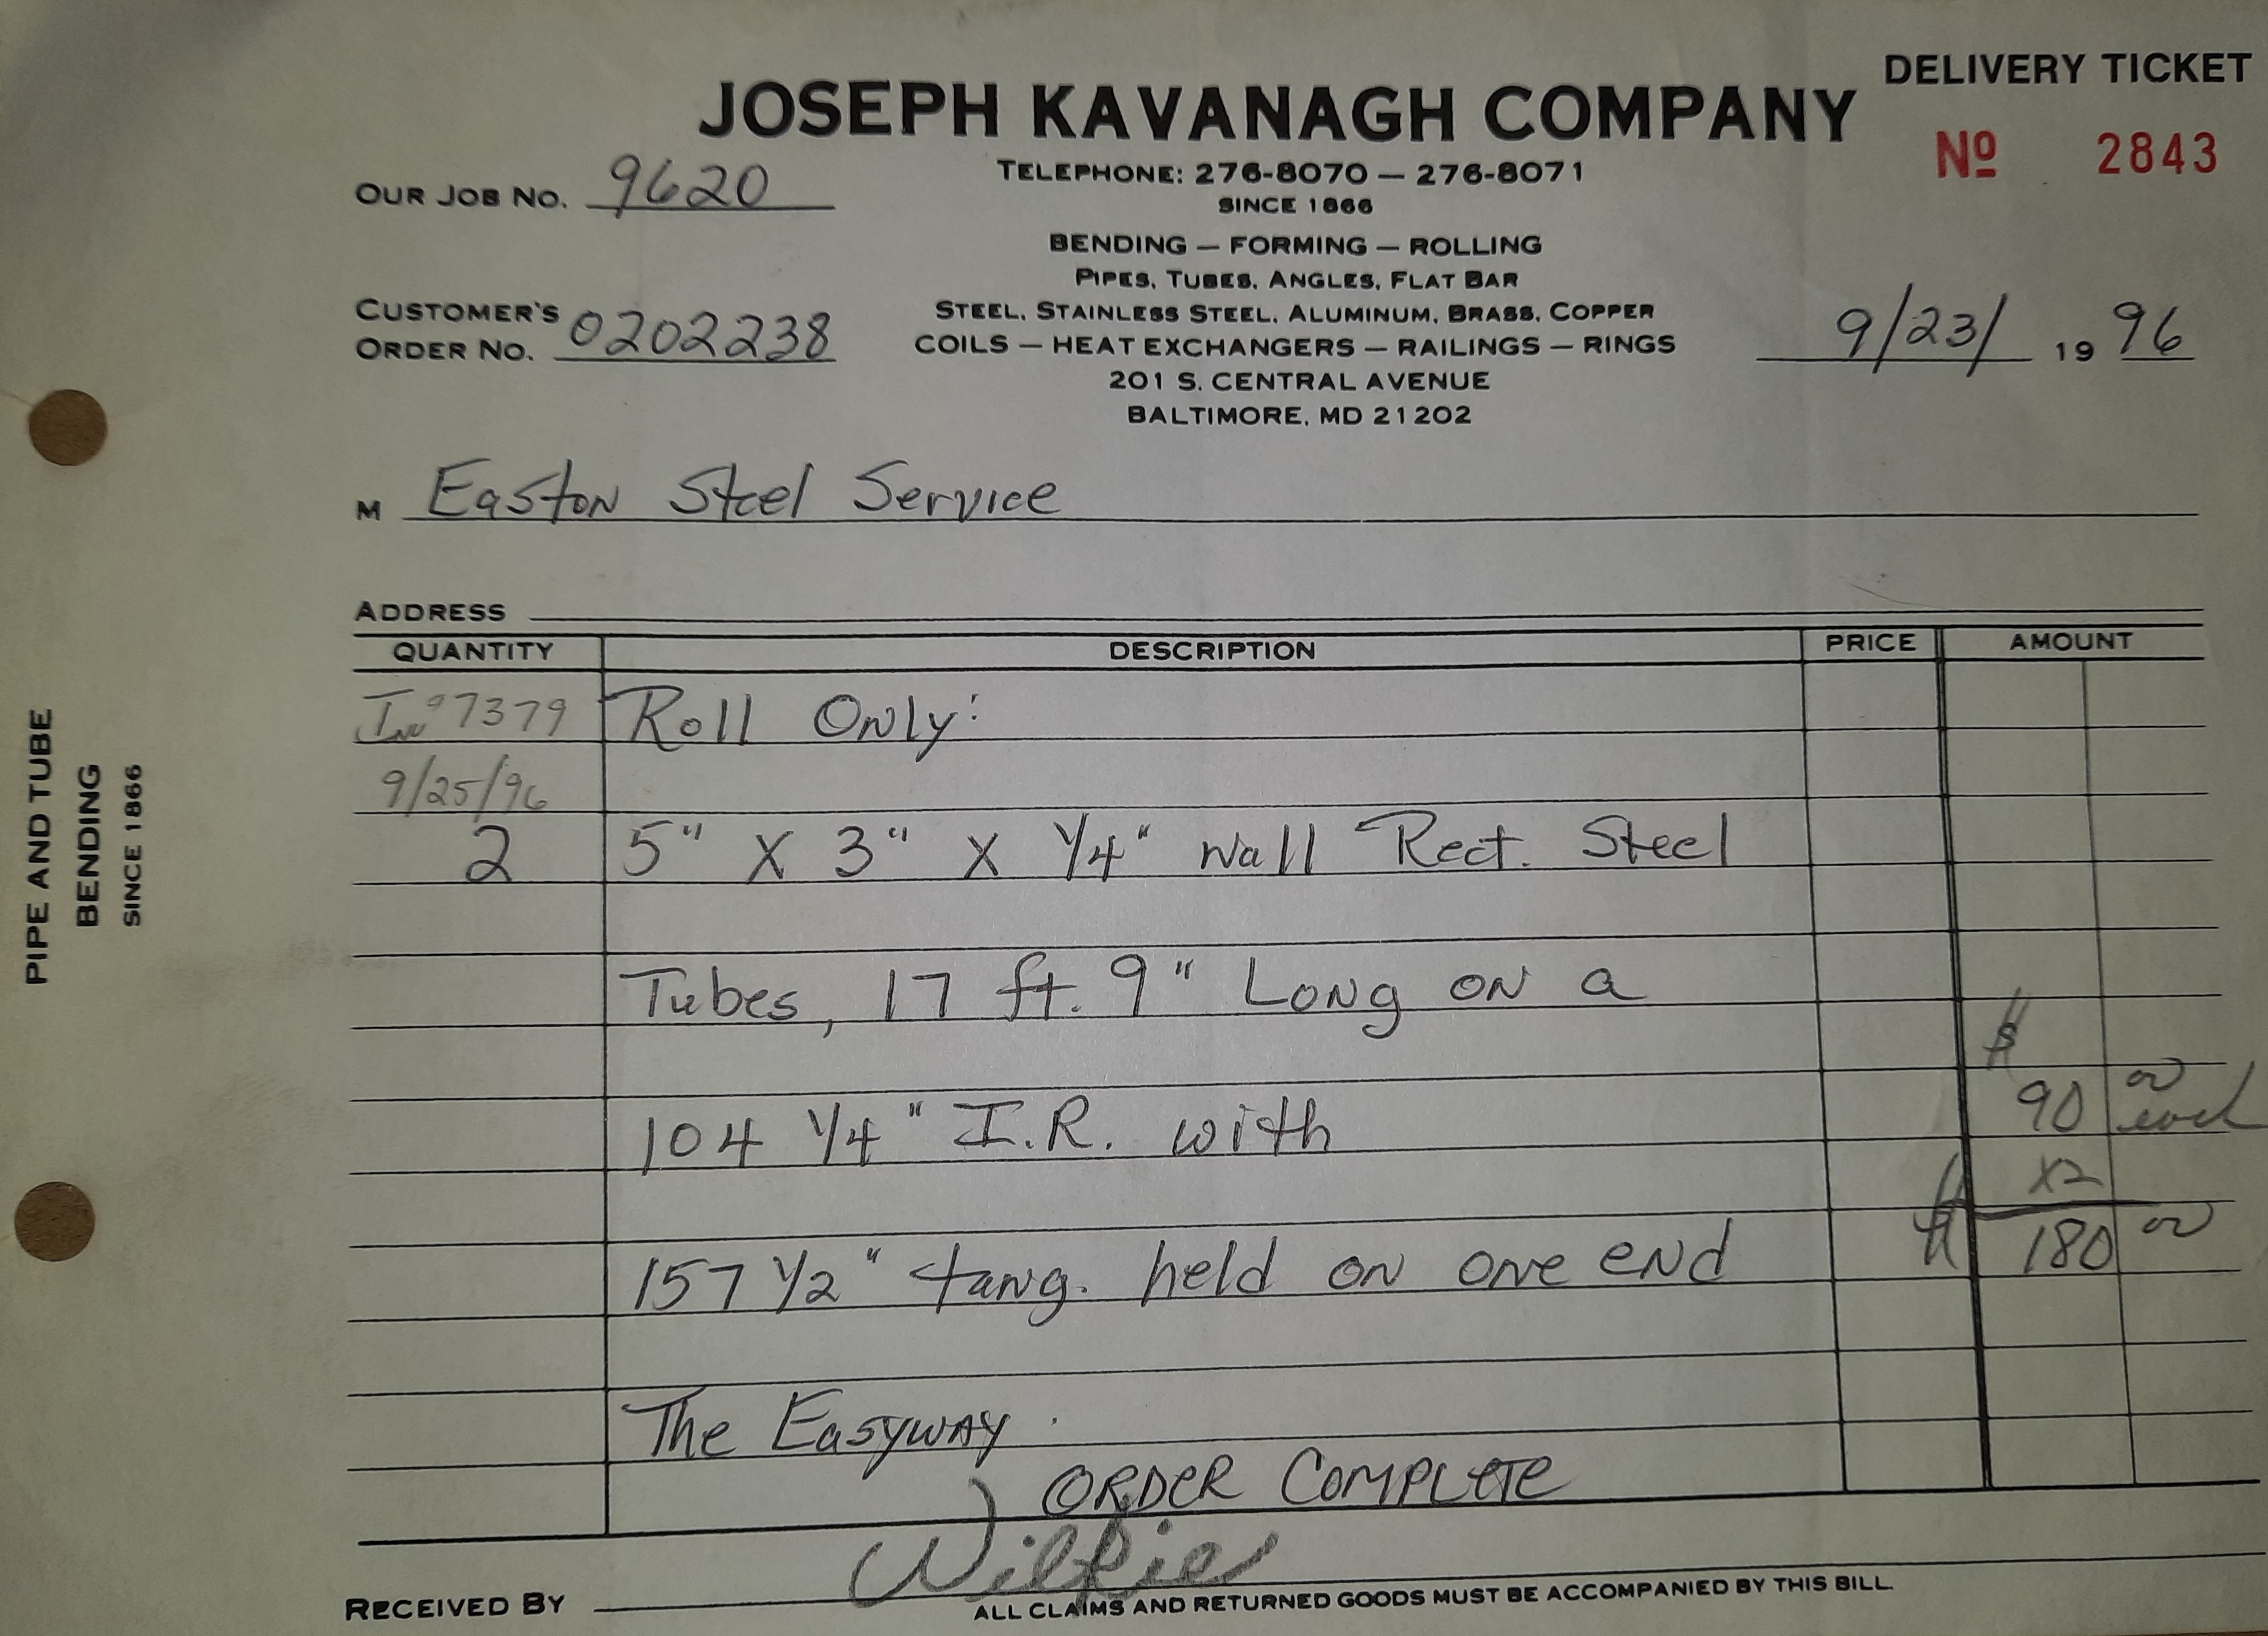 DELIVERY TICKET
JOSEPH KAVANAGH COMPANY
Nº 2843
OUR JOB NO. 9620
TELEPHONE: 276-8070 — 276-8071
SINCE 1866
BENDING — FORMING — ROLLING
PIPES, TUBES, ANGLES, FLAT BAR
CUSTOMER'S ORDER NO. 0202238
STEEL, STAINLESS STEEL, ALUMINUM, BRASS, COPPER
COILS — HEAT EXCHANGERS — RAILINGS — RINGS
9/23/ 19 96
201 S. CENTRAL AVENUE
BALTIMORE, MD 21202
M Easton Steel Service
ADDRESS
QUANTITY DESCRIPTION PRICE AMOUNT
Inv# 7379 Roll Only:
9/25/96
2 5" X 3" X 1/4" wall Rect. Steel
Tubes, 17 ft. 9" Long on a
$
90 00 each
104 1/4" I.R. with
X2
$ 180 00
157 1/2" tang. held on one end
The Easyway.
ORDER COMPLETE
Wilkie
RECEIVED BY
ALL CLAIMS AND RETURNED GOODS MUST BE ACCOMPANIED BY THIS BILL.
PIPE AND TUBE
BENDING
SINCE 1866